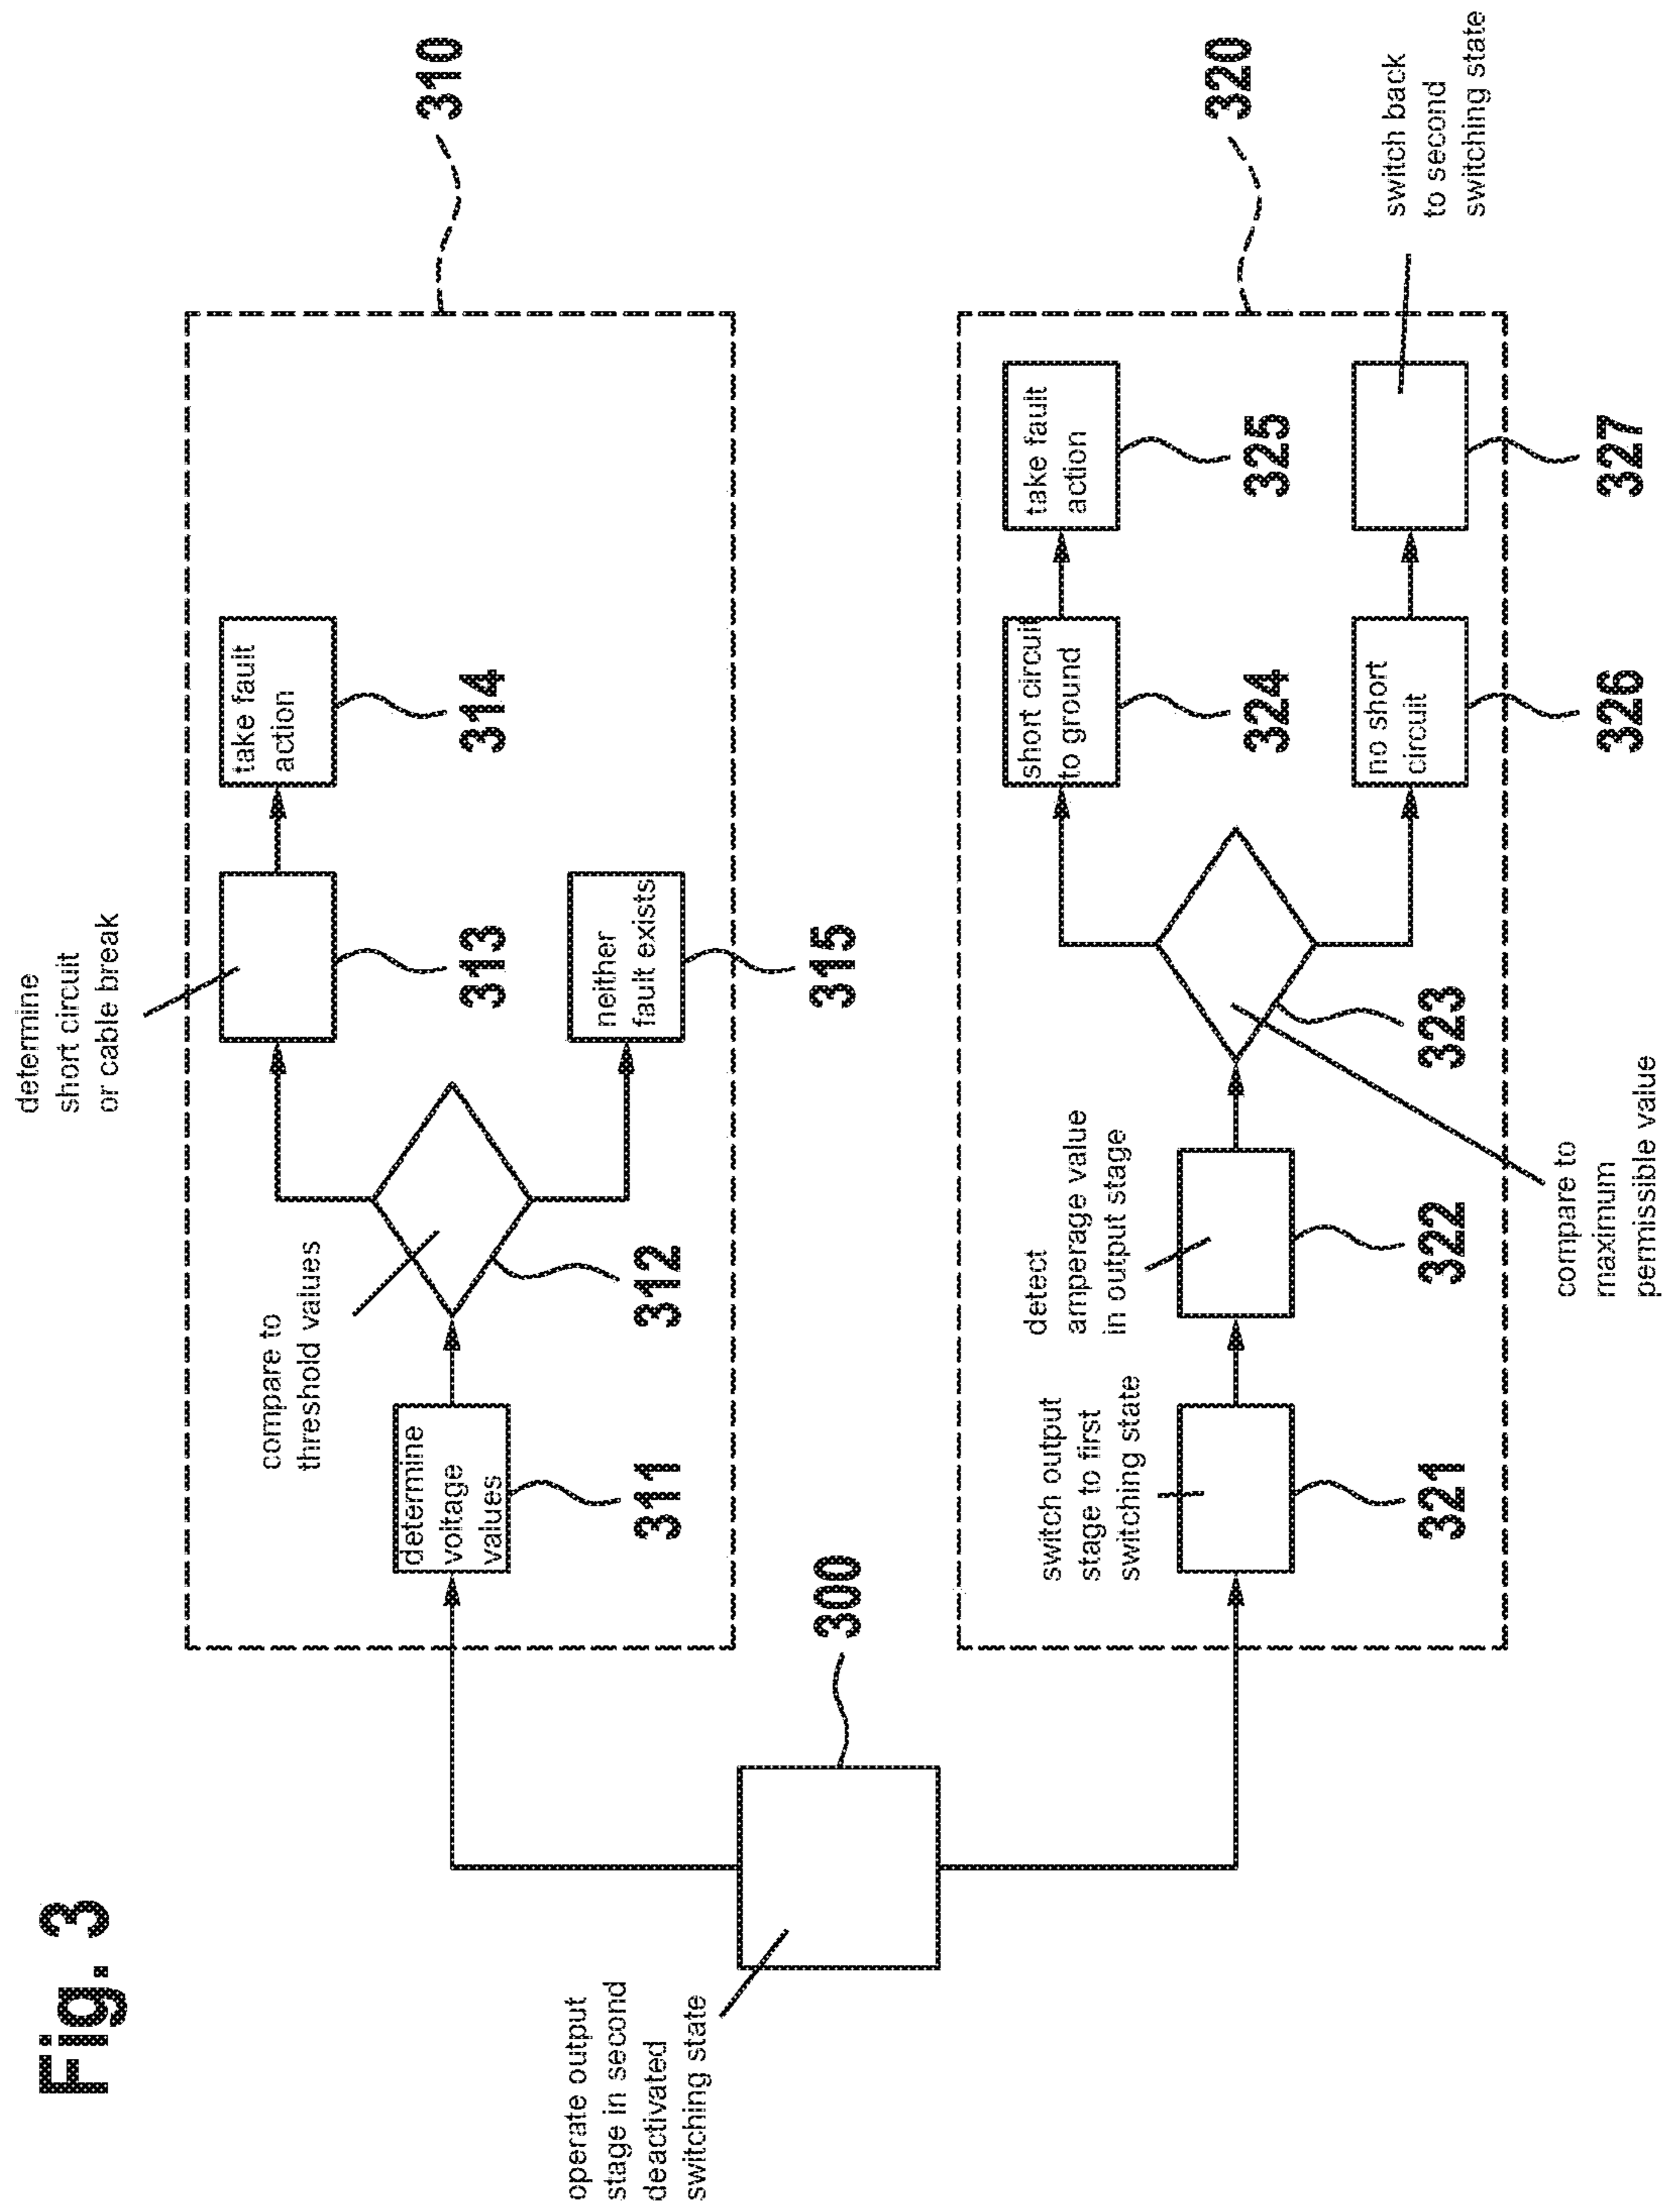 Fig. 3
operate output
stage in second
deactivated
switching state
300
310
determine
voltage
values
311
compare to
threshold values
312
determine
short circuit
or cable break
313
take fault
action
314
neither
fault exists
315
320
switch output
stage to first
switching state
321
detect
amperage value
in output stage
322
compare to
maximum
permissible value
323
short circuit
to ground
324
take fault
action
325
no short
circuit
326
switch back
to second
switching state
327